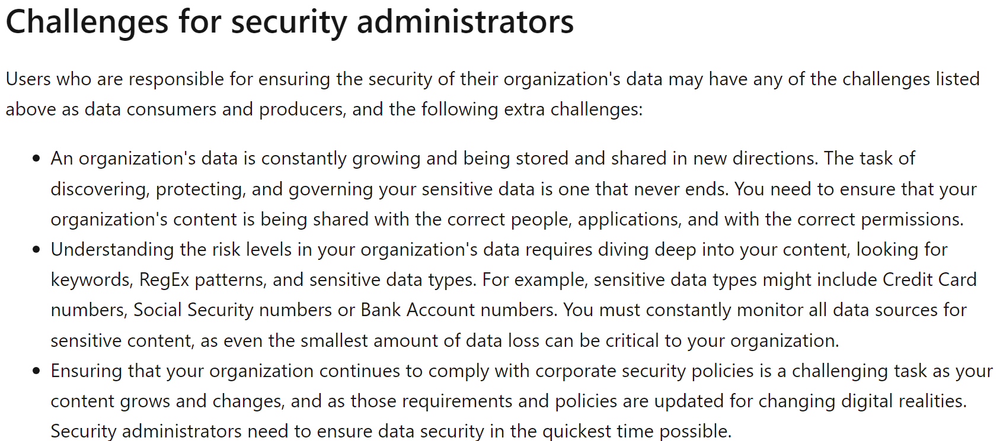 Challenges for security administrators
Users who are responsible for ensuring the security of their organization's data may have any of the challenges listed
above as data consumers and producers, and the following extra challenges:
• An organization's data is constantly growing and being stored and shared in new directions. The task of
discovering, protecting, and governing your sensitive data is one that never ends. You need to ensure that your
organization's content is being shared with the correct people, applications, and with the correct permissions.
• Understanding the risk levels in your organization's data requires diving deep into your content, looking for
keywords, RegEx patterns, and sensitive data types. For example, sensitive data types might include Credit Card
numbers, Social Security numbers or Bank Account numbers. You must constantly monitor all data sources for
sensitive content, as even the smallest amount of data loss can be critical to your organization.
• Ensuring that your organization continues to comply with corporate security policies is a challenging task as your
content grows and changes, and as those requirements and policies are updated for changing digital realities.
Security administrators need to ensure data security in the quickest time possible.